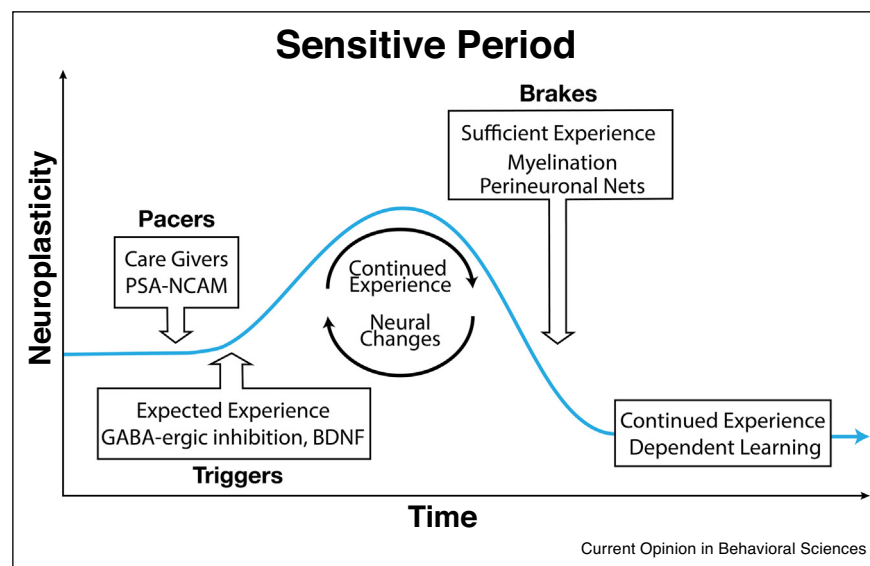 Sensitive Period
Neuroplasticity
Pacers
Care Givers
PSA-NCAM
Expected Experience
GABA-ergic inhibition, BDNF
Triggers
Continued
Experience
Neural
Changes
Brakes
Sufficient Experience
Myelination
Perineuronal Nets
Continued Experience
Dependent Learning
Time
Current Opinion in Behavioral Sciences